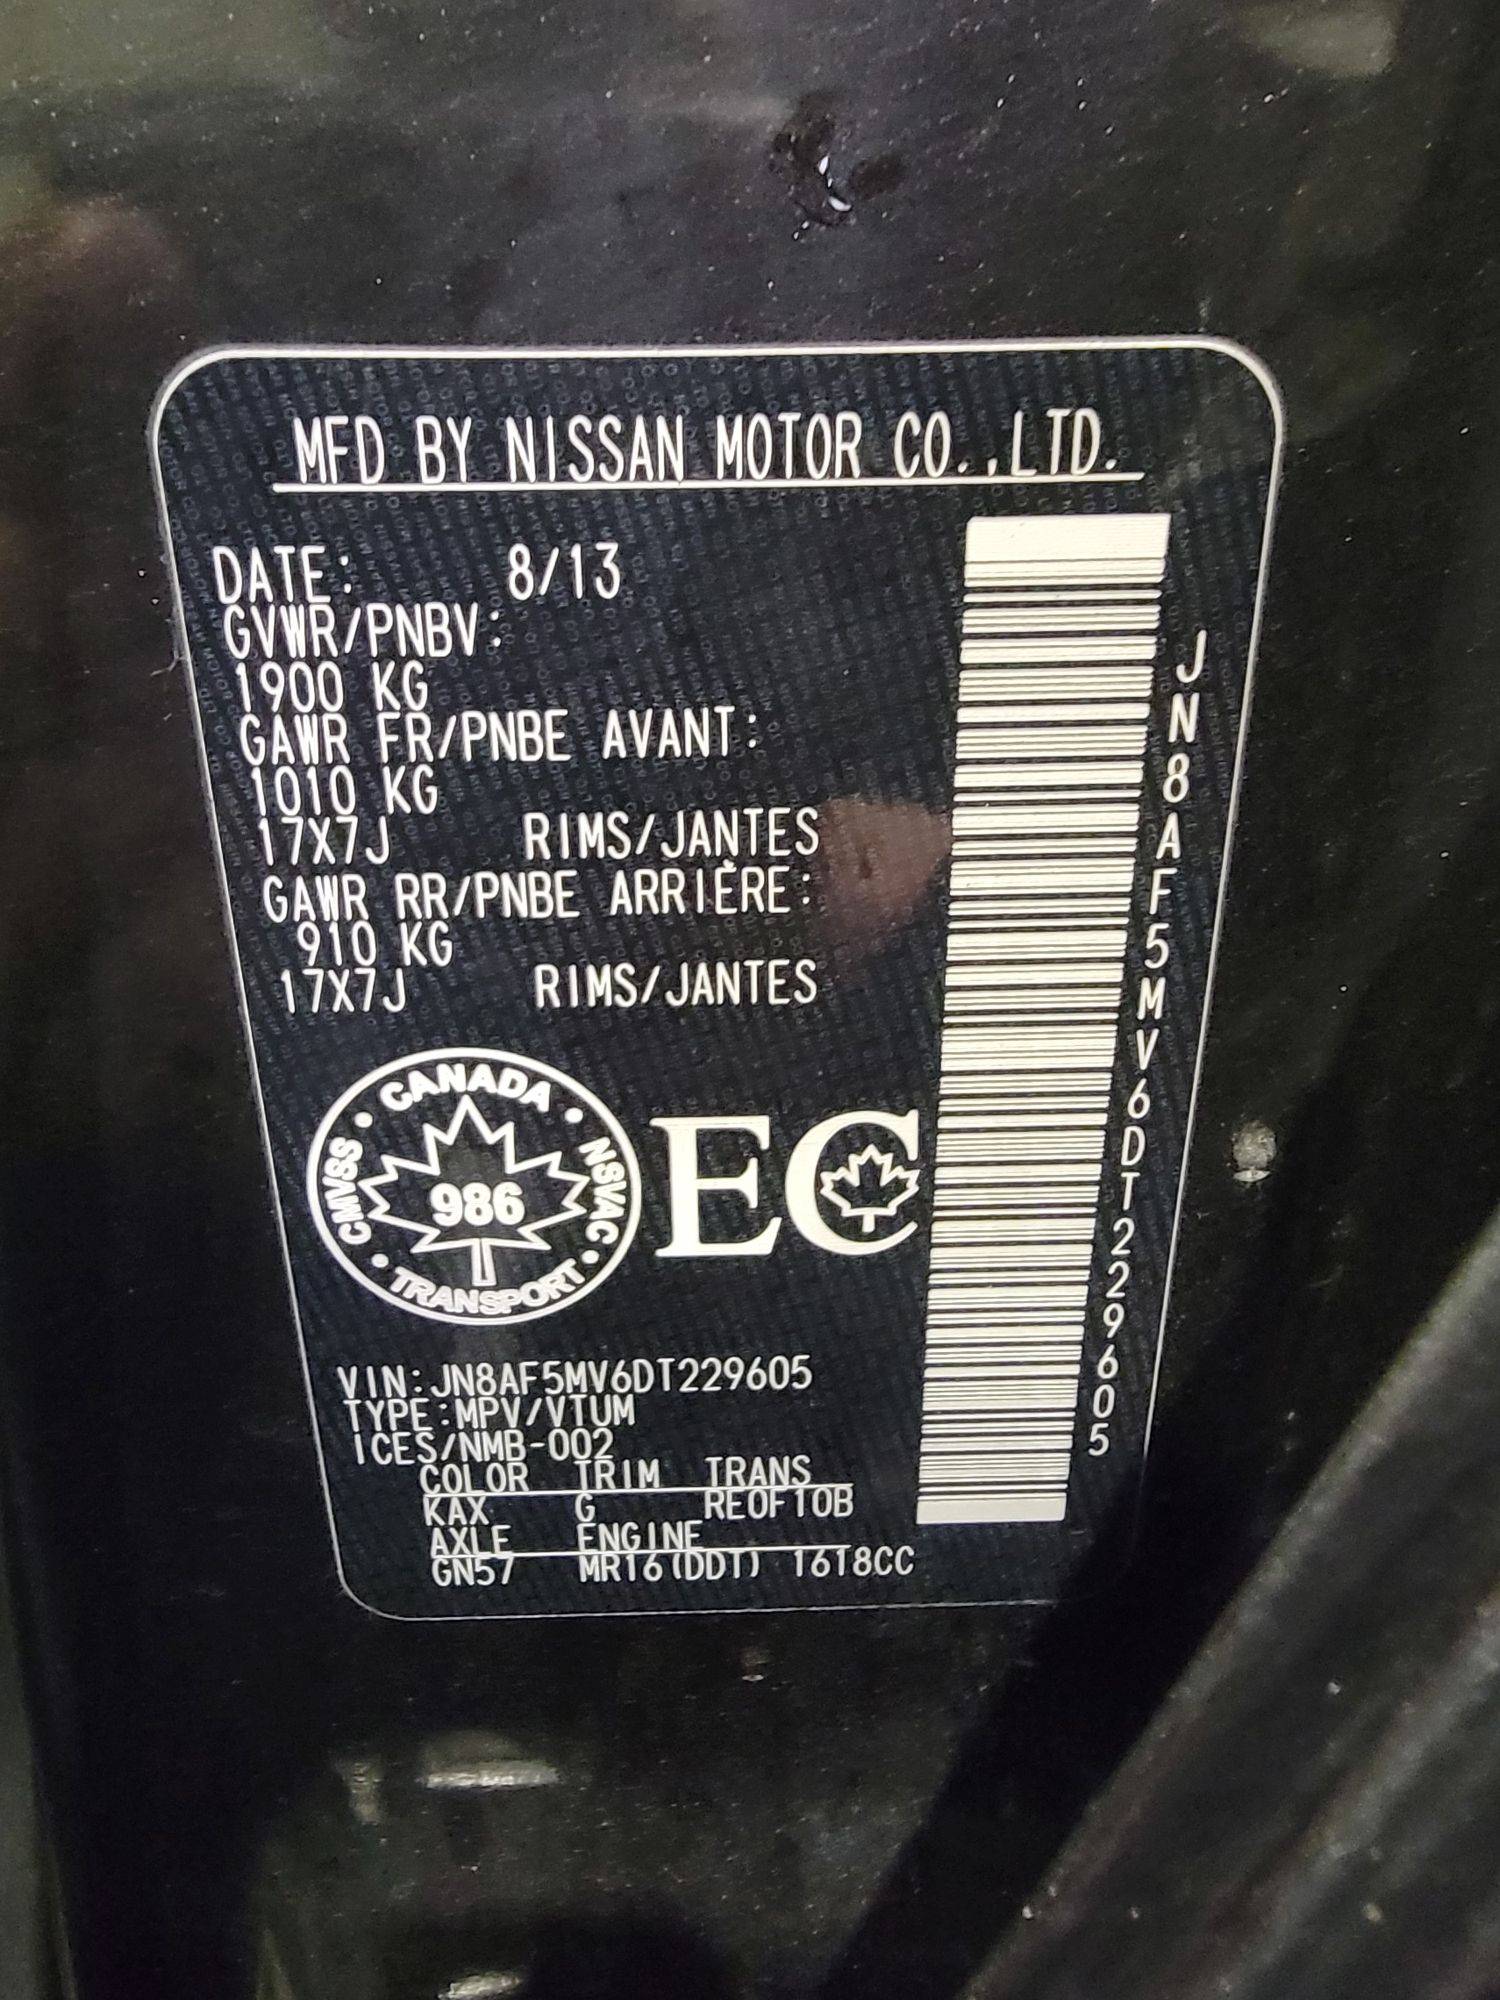 MFD BY NISSAN MOTOR CO.,LTD.
DATE: 8/13
GVWR/PNBV:
1900 KG
GAWR FR/PNBE AVANT:
1010 KG
17X7J RIMS/JANTES
GAWR RR/PNBE ARRIÈRE:
910 KG
17X7J RIMS/JANTES
CANADA
CMVSS • NSVAC
986
TRANSPORT
EC
VIN:JN8AF5MV6DT229605
TYPE:MPV/VTUM
ICES/NMB-002
COLOR TRIM TRANS
KAX G RE0F10B
AXLE ENGINE
GN57 MR16(DDT) 1618CC
JN8AF5MV6DT229605